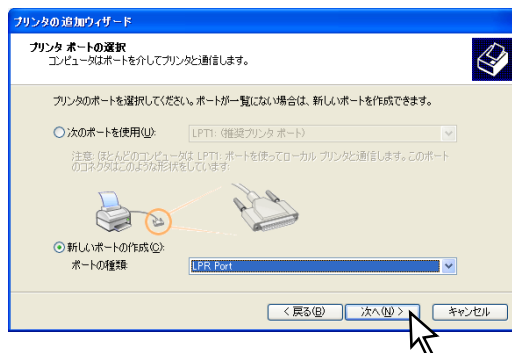 プリンタの追加ウィザード
プリンタ ポートの選択
コンピュータはポートを介してプリンタと通信します。
プリンタのポートを選択してください。ポートが一覧にない場合は、新しいポートを作成できます。
次のポートを使用(U):
LPT1: (推奨プリンタ ポート)
注意: ほとんどのコンピュータは LPT1: ポートを使ってローカル プリンタと通信します。このポート
のコネクタはこのような形状をしています:
新しいポートの作成(C):
ポートの種類:
LPR Port
< 戻る(B)
次へ(N) >
キャンセル